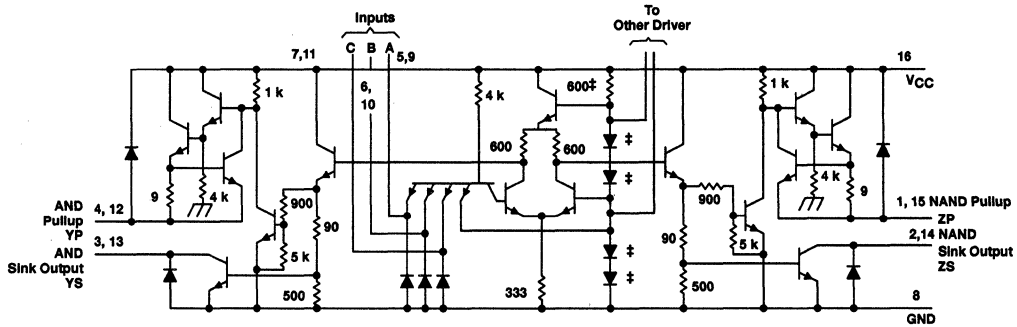 Inputs
To
Other Driver
C B A
7,11
5,9
6,
10
16
VCC
1 k
4 k
600‡
1 k
‡
600
600
‡
9
4 k
900
90
5 k
500
4 k
9
900
90
5 k
500
333
‡
‡
AND
Pullup
YP
4, 12
3, 13
AND
Sink Output
YS
1, 15 NAND Pullup
ZP
2,14 NAND
Sink Output
ZS
8
GND